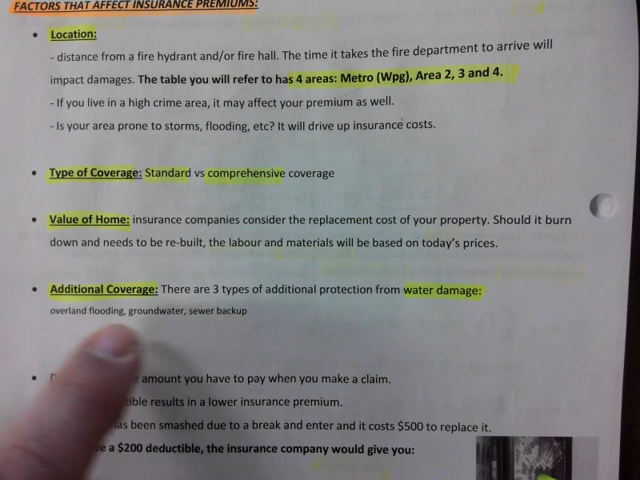 FACTORS THAT AFFECT INSURANCE PREMIUMS:
• Location:
- distance from a fire hydrant and/or fire hall. The time it takes the fire department to arrive will
impact damages. The table you will refer to has 4 areas: Metro (Wpg), Area 2, 3 and 4.
- If you live in a high crime area, it may affect your premium as well.
- Is your area prone to storms, flooding, etc? It will drive up insurance costs.
• Type of Coverage: Standard vs comprehensive coverage
• Value of Home: insurance companies consider the replacement cost of your property. Should it burn
down and needs to be re-built, the labour and materials will be based on today's prices.
• Additional Coverage: There are 3 types of additional protection from water damage:
overland flooding, groundwater, sewer backup
• amount you have to pay when you make a claim.
results in a lower insurance premium.
has been smashed due to a break and enter and it costs $500 to replace it.
a $200 deductible, the insurance company would give you: